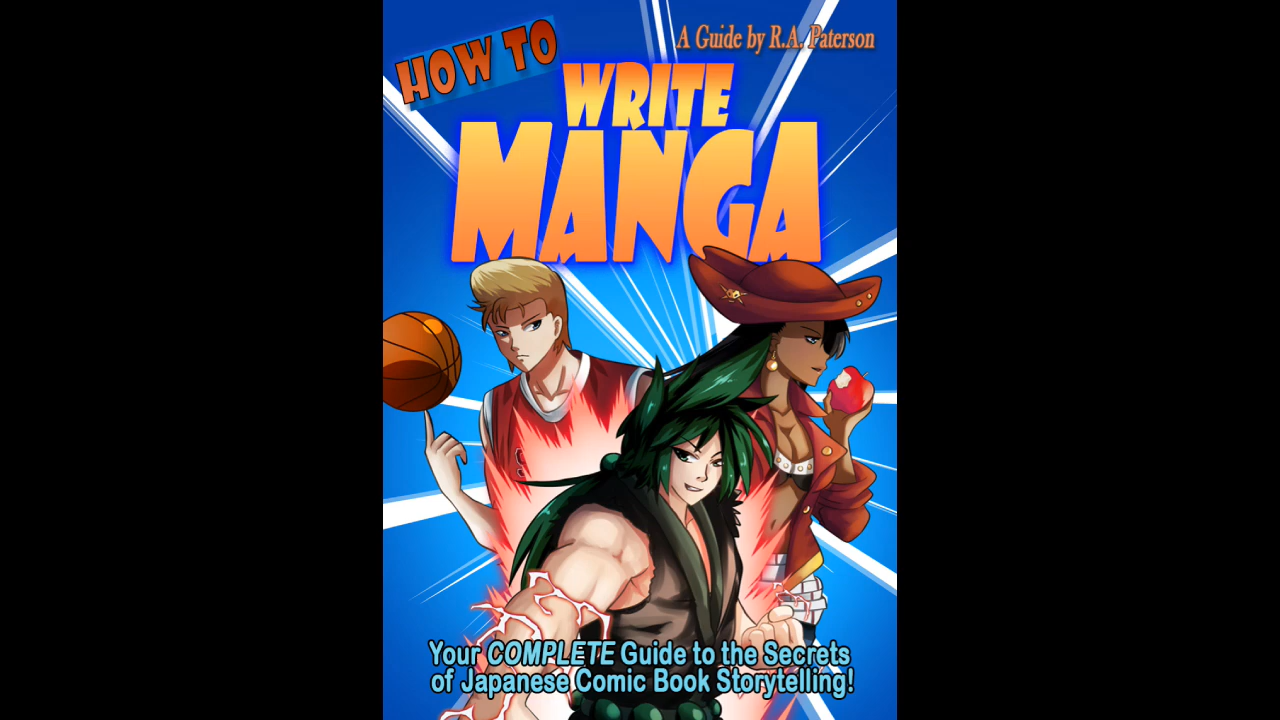 HOW TO
A Guide by R.A. Paterson
WRITE
MANGA
Your COMPLETE Guide to the Secrets
of Japanese Comic Book Storytelling!